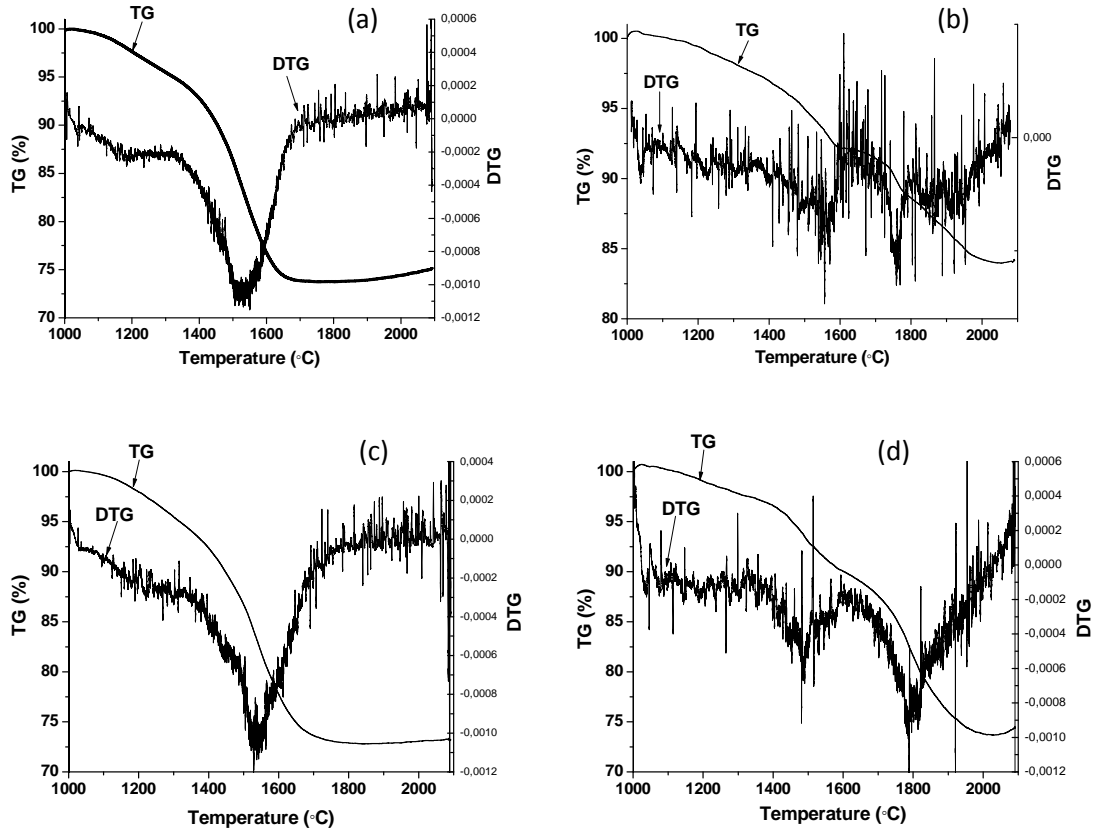 (a)
TG
DTG
TG (%)
100
95
90
85
80
75
70
0,0006
0,0004
0,0002
0,0000
-0,0002
-0,0004
-0,0006
-0,0008
-0,0010
-0,0012
DTG
1000 1200 1400 1600 1800 2000
Temperature (°C)
(b)
TG
DTG
TG (%)
100
95
90
85
80
0,000
DTG
1000 1200 1400 1600 1800 2000
Temperature (°C)
(c)
TG
DTG
TG (%)
100
95
90
85
80
75
70
0,0004
0,0002
0,0000
-0,0002
-0,0004
-0,0006
-0,0008
-0,0010
-0,0012
DTG
1000 1200 1400 1600 1800 2000
Temperature (°C)
(d)
TG
DTG
TG (%)
100
95
90
85
80
75
70
0,0006
0,0004
0,0002
0,0000
-0,0002
-0,0004
-0,0006
-0,0008
-0,0010
-0,0012
DTG
1000 1200 1400 1600 1800 2000
Temperature (°C)